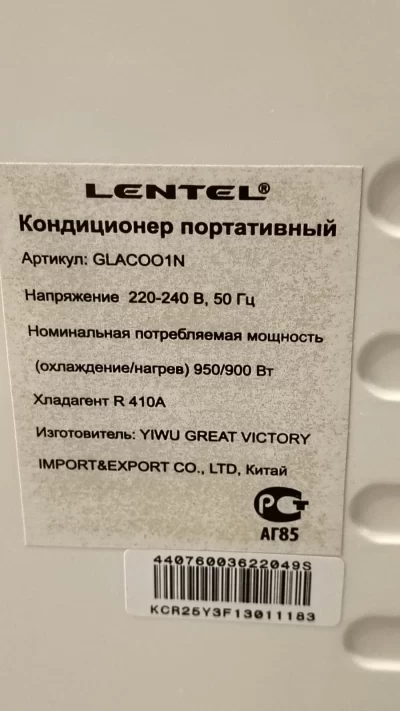 LENTEL®
Кондиционер портативный
Артикул: GLACOO1N
Напряжение 220-240 В, 50 Гц
Номинальная потребляемая мощность
(охлаждение/нагрев) 950/900 Вт
Хладагент R 410A
Изготовитель: YIWU GREAT VICTORY
IMPORT&EXPORT CO., LTD, Китай
РСТ
АГ85
44076003622049S
KCR25Y3F13011183